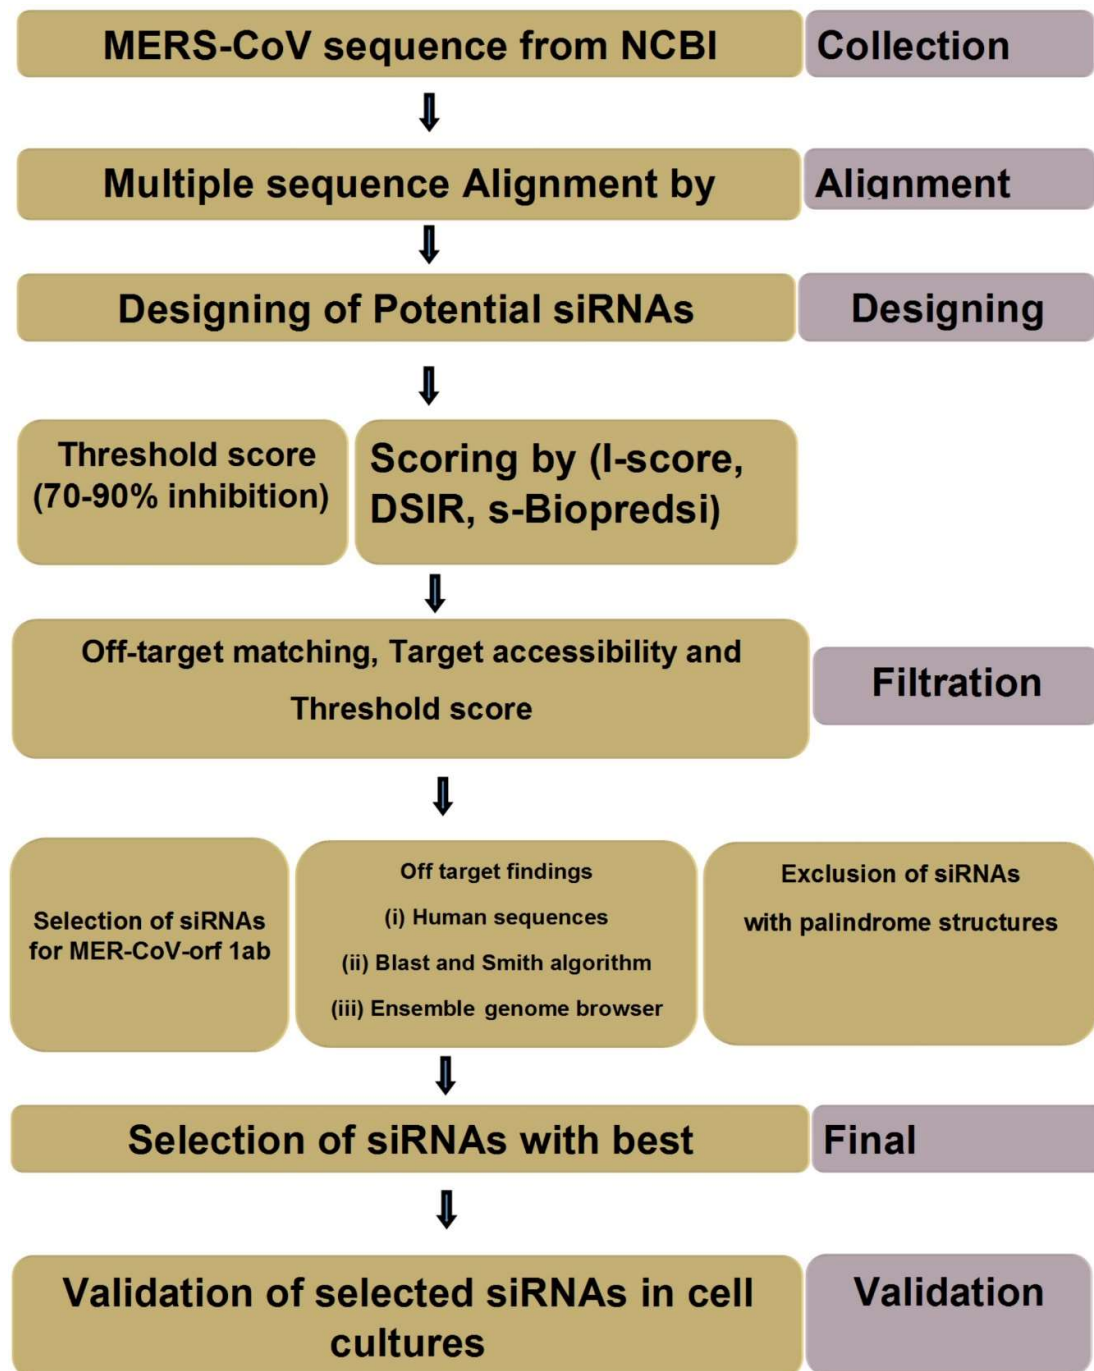 MERS-CoV sequence from NCBI
Collection
Multiple sequence Alignment by
Alignment
Designing of Potential siRNAs
Designing
Threshold score
(70-90% inhibition)
Scoring by (I-score,
DSIR, s-Biopredsi)
Off-target matching, Target accessibility and
Threshold score
Filtration
Selection of siRNAs
for MER-CoV-orf 1ab
Off target findings
(i) Human sequences
(ii) Blast and Smith algorithm
(iii) Ensemble genome browser
Exclusion of siRNAs
with palindrome structures
Selection of siRNAs with best
Final
Validation of selected siRNAs in cell
cultures
Validation